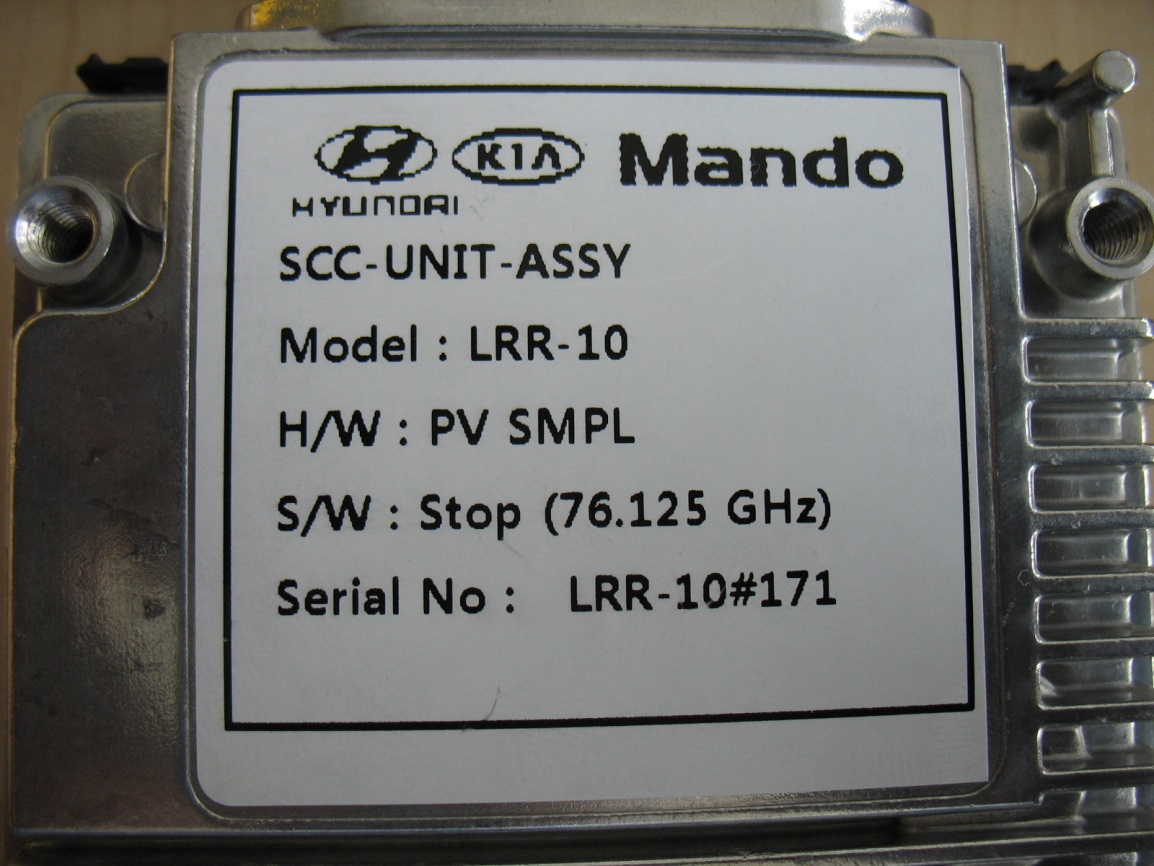 HYUNDAI KIA Mando
SCC-UNIT-ASSY
Model : LRR-10
H/W : PV SMPL
S/W : Stop (76.125 GHz)
Serial No : LRR-10#171